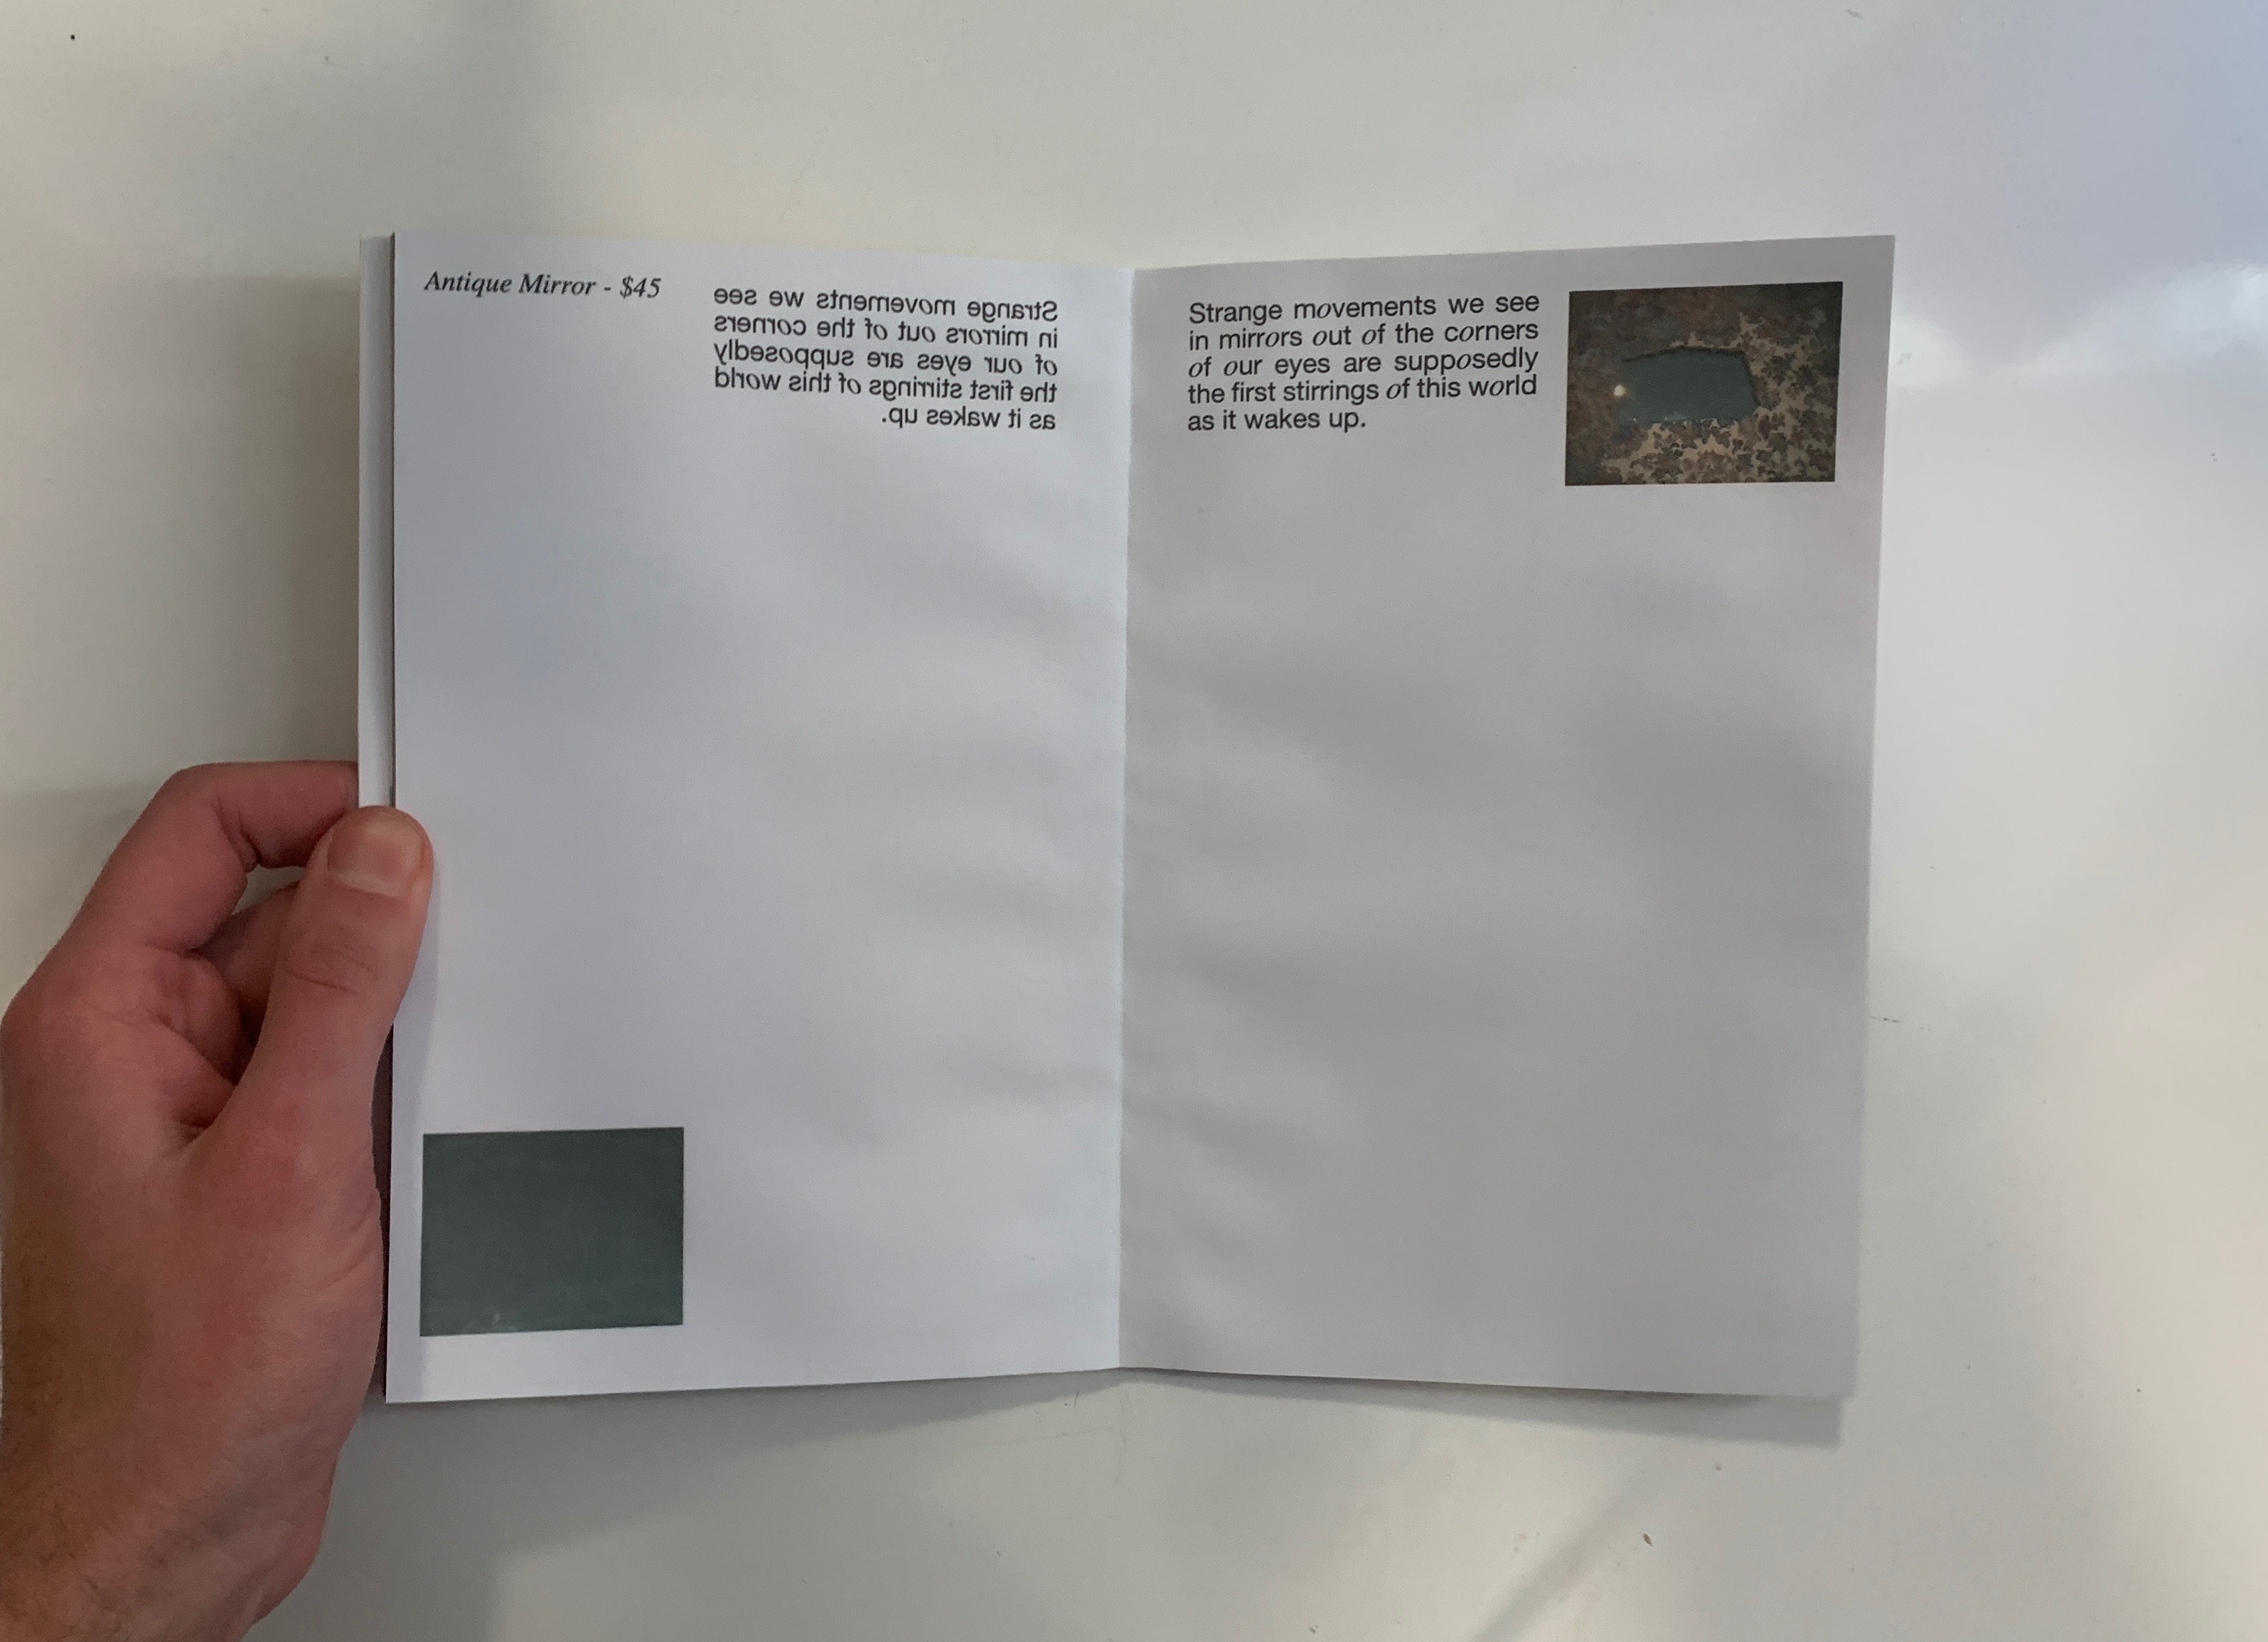 Antique Mirror - $45
Strange movements we see
in mirrors out of the corners
of our eyes are supposedly
the first stirrings of this world
as it wakes up.
Strange movements we see
in mirrors out of the corners
of our eyes are supposedly
the first stirrings of this world
as it wakes up.